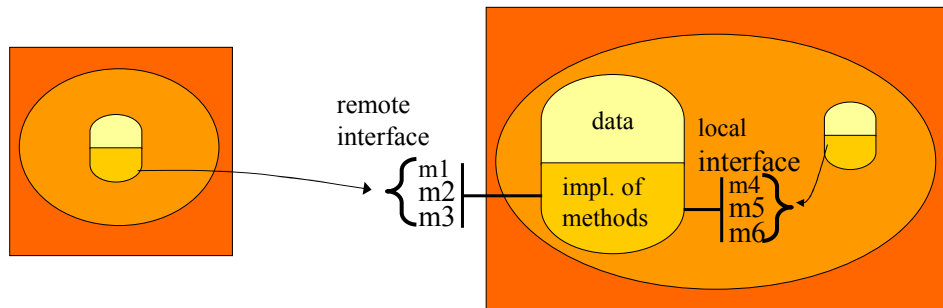 remote
interface
m1
m2
m3
data
impl. of
methods
local
interface
m4
m5
m6